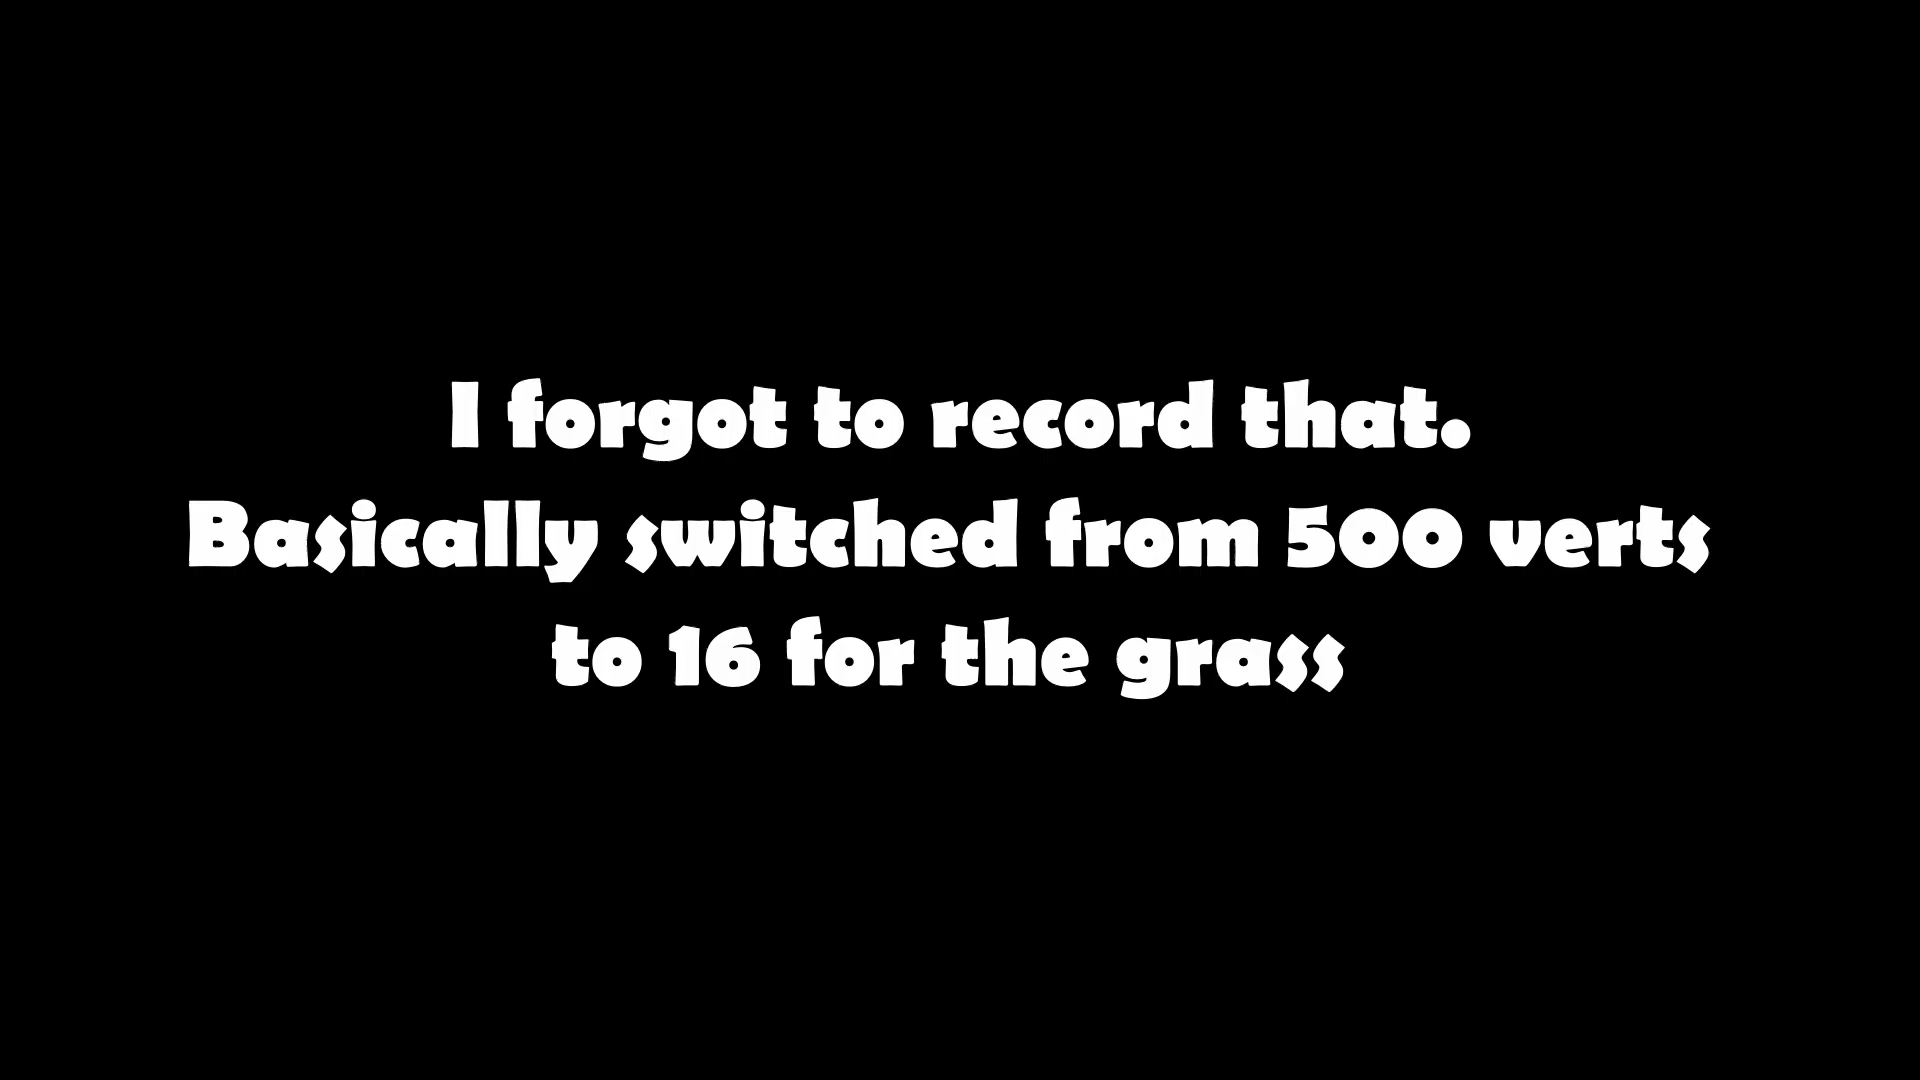 I forgot to record that.
Basically switched from 500 verts
to 16 for the grass